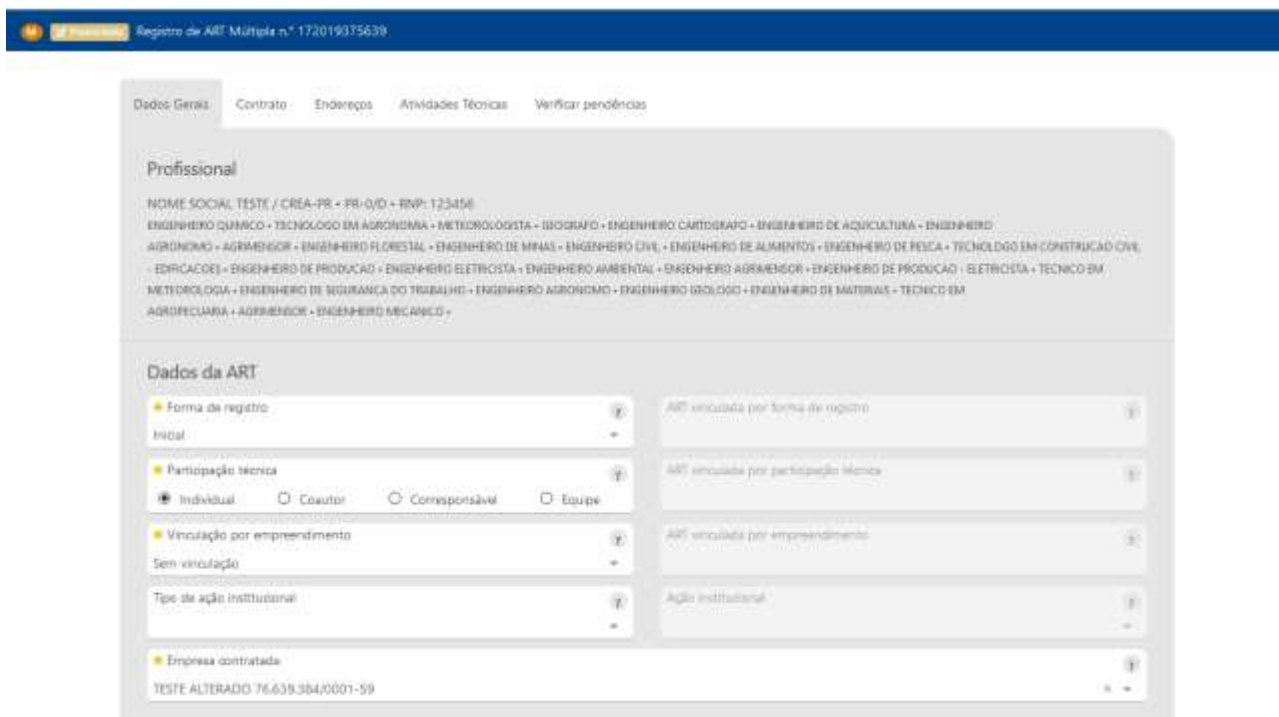 M
Registro de ART Múltipla n.° 172019375639
Dados Gerais Contrato Endereços Atividades Técnicas Verificar pendências
Profissional
NOME SOCIAL TESTE / CREA-PR • PR-0/D • RNP: 123456
ENGENHEIRO QUIMICO • TECNOLOGO EM AGRONOMIA • METEOROLOGISTA • GEOGRAFO • ENGENHEIRO CARTOGRAFO • ENGENHEIRO DE AQUICULTURA • ENGENHEIRO
AGRONOMO • AGRIMENSOR • ENGENHEIRO FLORESTAL • ENGENHEIRO DE MINAS • ENGENHEIRO CIVIL • ENGENHEIRO DE ALIMENTOS • ENGENHEIRO DE PESCA • TECNOLOGO EM CONSTRUCAO CIVIL
- EDIFICACOES • ENGENHEIRO DE PRODUCAO • ENGENHEIRO ELETRICISTA • ENGENHEIRO AMBIENTAL • ENGENHEIRO AGRIMENSOR • ENGENHEIRO DE PRODUCAO - ELETRICISTA • TECNICO EM
METEOROLOGIA • ENGENHEIRO DE SEGURANCA DO TRABALHO • ENGENHEIRO AGRONOMO • ENGENHEIRO GEOLOGO • ENGENHEIRO DE MATERIAIS • TECNICO EM
AGROPECUARIA • AGRIMENSOR • ENGENHEIRO MECANICO •
Dados da ART
Forma de registro ?
Inicial
ART vinculada por forma de registro ?
Participação técnica ?
Individual Coautor Corresponsável Equipe
ART vinculada por participação técnica ?
Vinculação por empreendimento ?
Sem vinculação
ART vinculada por empreendimento ?
Tipo de ação institucional ?
Ação institucional ?
Empresa contratada ?
TESTE ALTERADO 76.639.384/0001-59 x